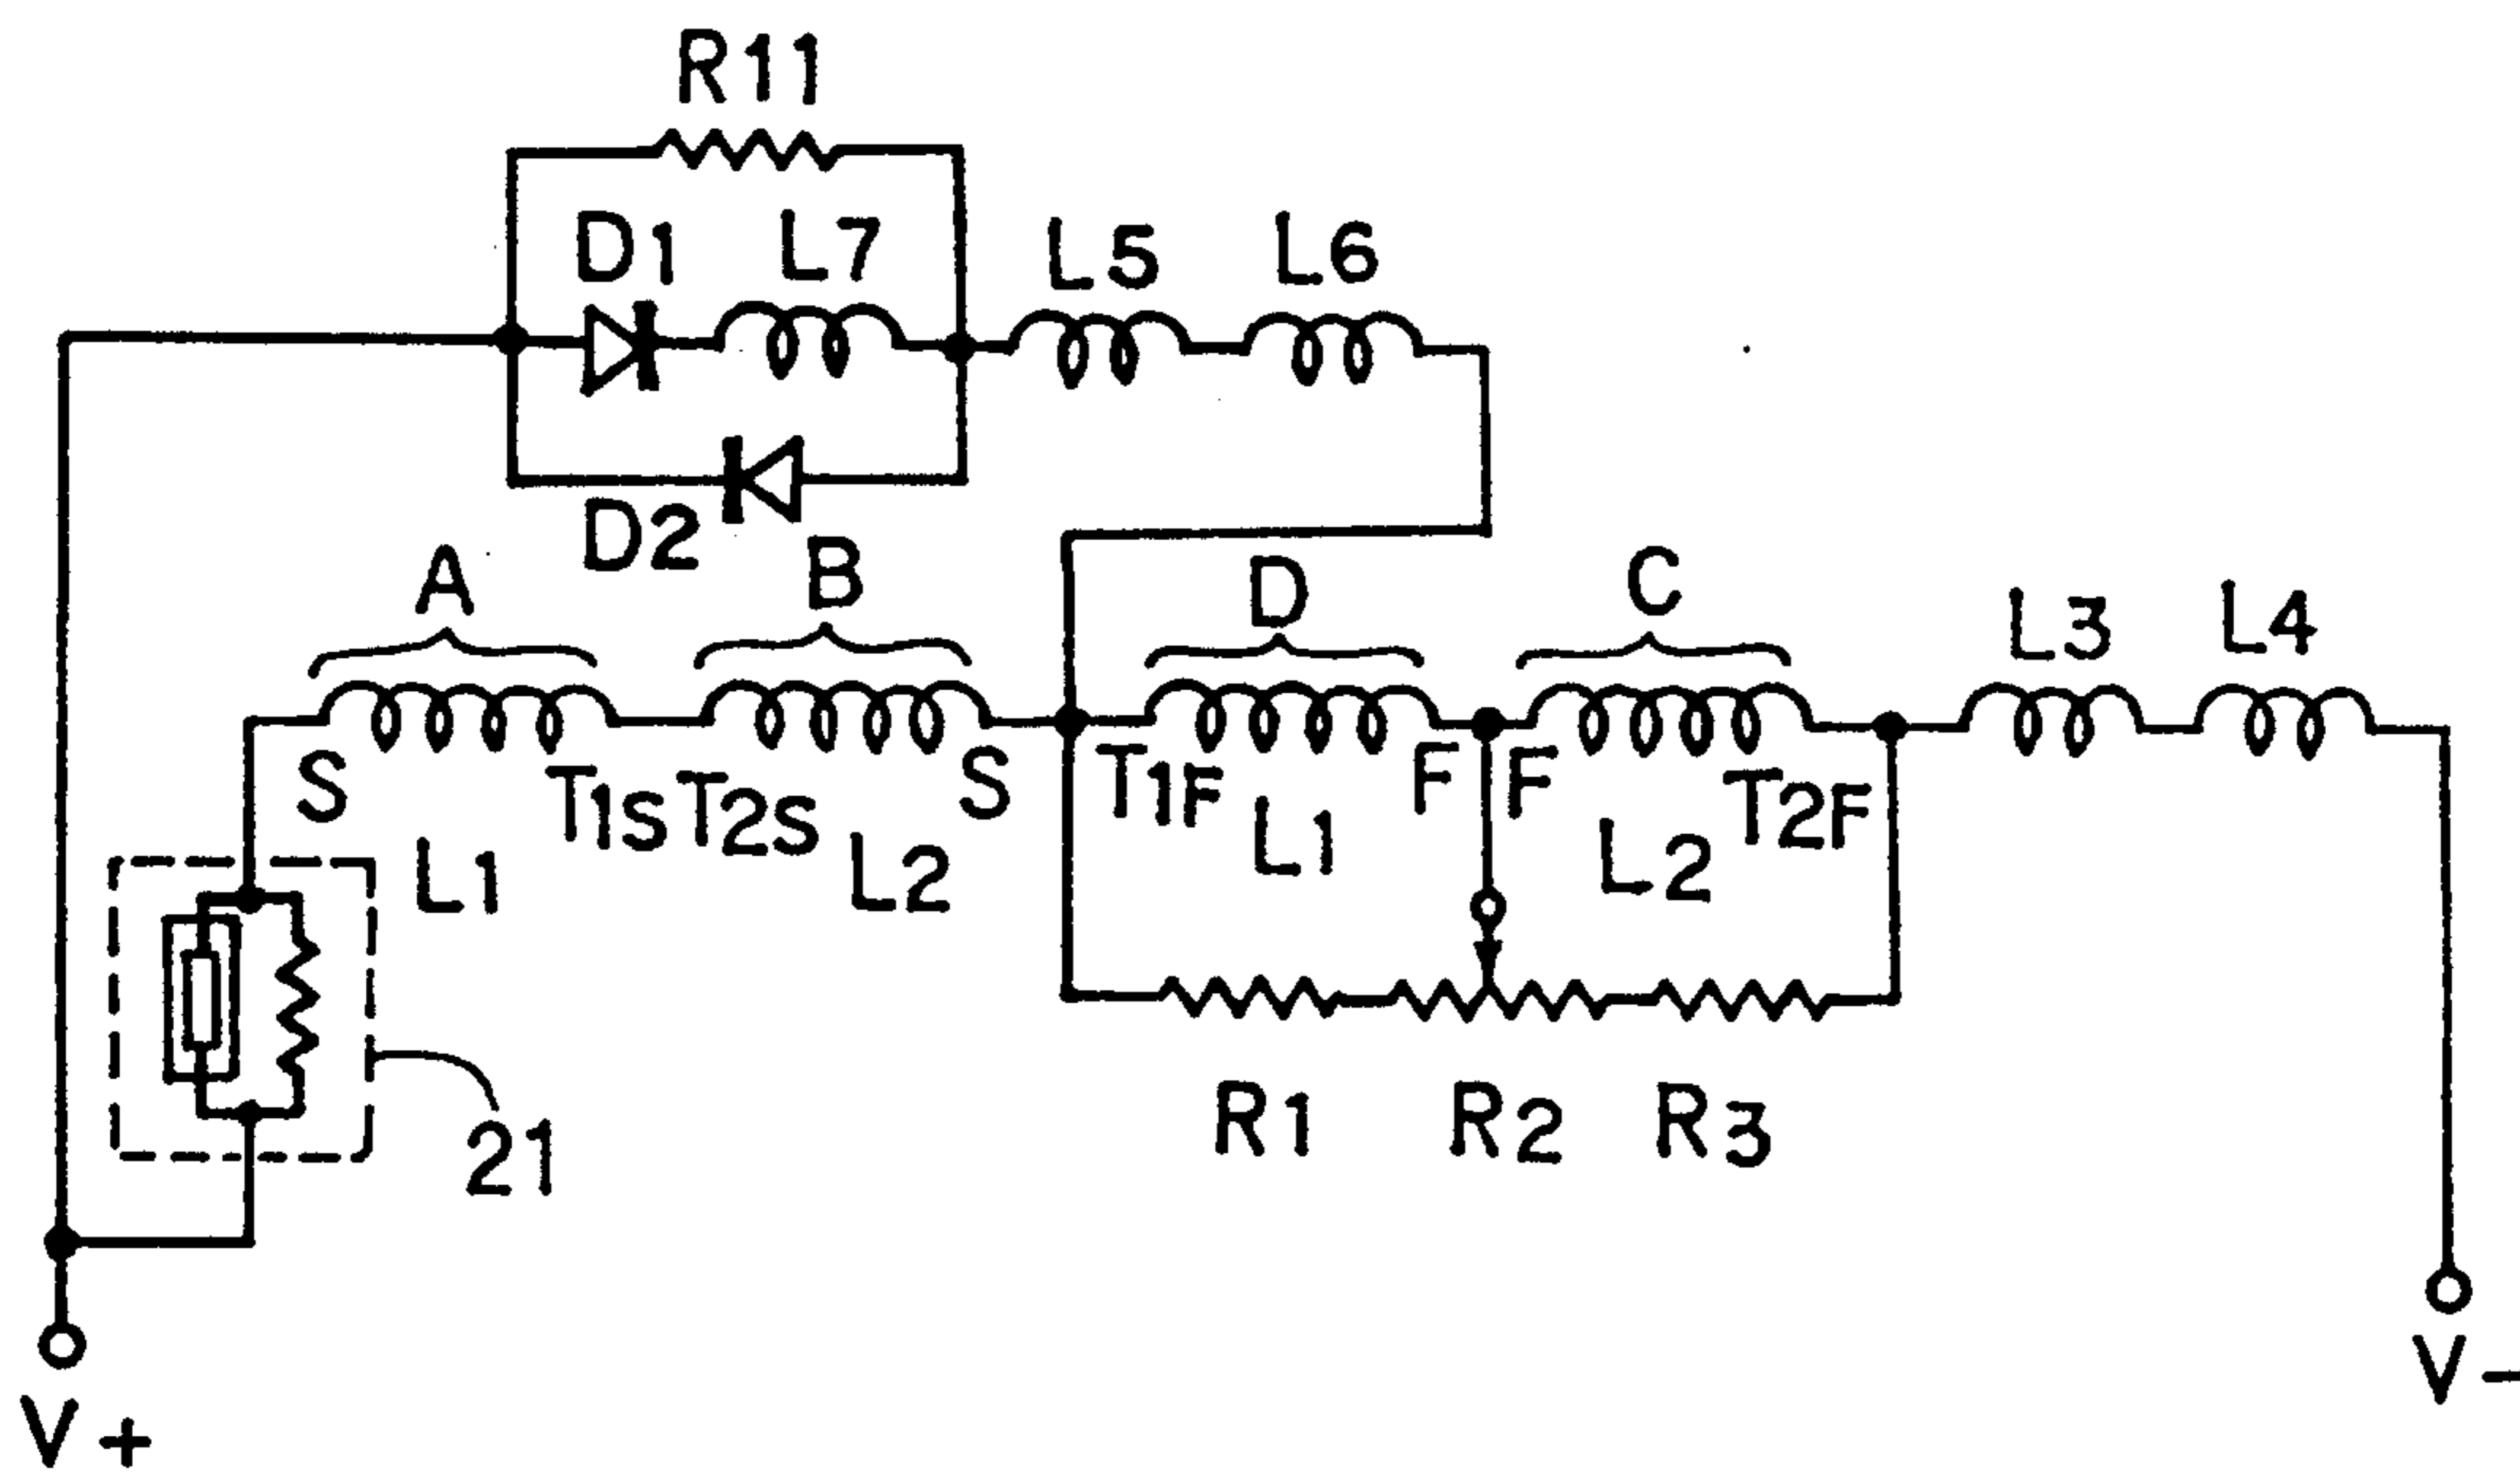 R11
D1 L7 L5 L6
D2
A B D C L3 L4
S T1S T2S S T1F F F T2F
L1 L2 L1 L2
21
R1 R2 R3
V+ V-